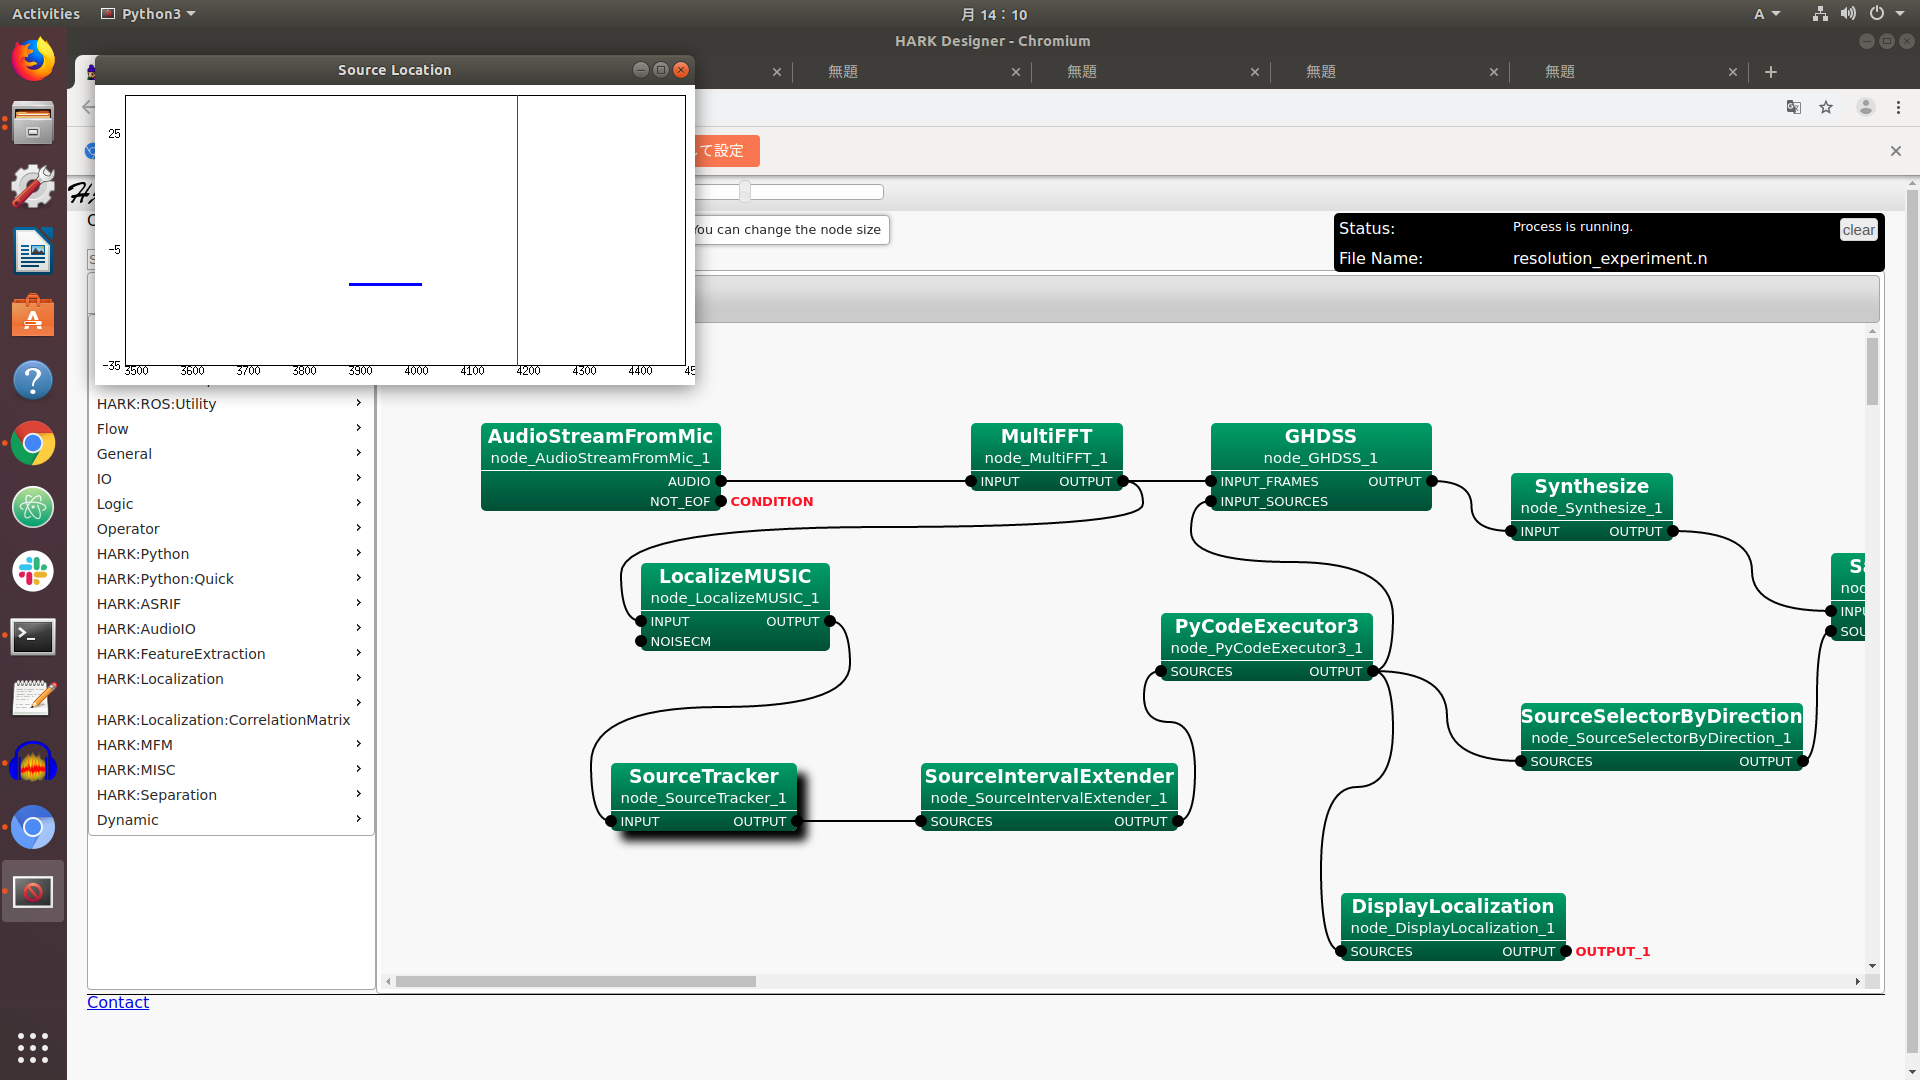 Activities
Python3
月 14：10
A
HARK Designer - Chromium
Source Location
無題
無題
無題
無題
25
-5
-35
3500 3600 3700 3800 3900 4000 4100 4200 4300 4400 45
て設定
You can change the node size
Status:
Process is running.
clear
File Name:
resolution_experiment.n
HARK:ROS:Utility
Flow
General
IO
Logic
Operator
HARK:Python
HARK:Python:Quick
HARK:ASRIF
HARK:AudioIO
HARK:FeatureExtraction
HARK:Localization
HARK:Localization:CorrelationMatrix
HARK:MFM
HARK:MISC
HARK:Separation
Dynamic
Contact
AudioStreamFromMic
node_AudioStreamFromMic_1
AUDIO
NOT_EOF
CONDITION
MultiFFT
node_MultiFFT_1
INPUT OUTPUT
GHDSS
node_GHDSS_1
INPUT_FRAMES OUTPUT
INPUT_SOURCES
Synthesize
node_Synthesize_1
INPUT OUTPUT
LocalizeMUSIC
node_LocalizeMUSIC_1
INPUT OUTPUT
NOISECM
PyCodeExecutor3
node_PyCodeExecutor3_1
SOURCES OUTPUT
SourceSelectorByDirection
node_SourceSelectorByDirection_1
SOURCES OUTPUT
SourceTracker
node_SourceTracker_1
INPUT OUTPUT
SourceIntervalExtender
node_SourceIntervalExtender_1
SOURCES OUTPUT
DisplayLocalization
node_DisplayLocalization_1
SOURCES OUTPUT
OUTPUT_1